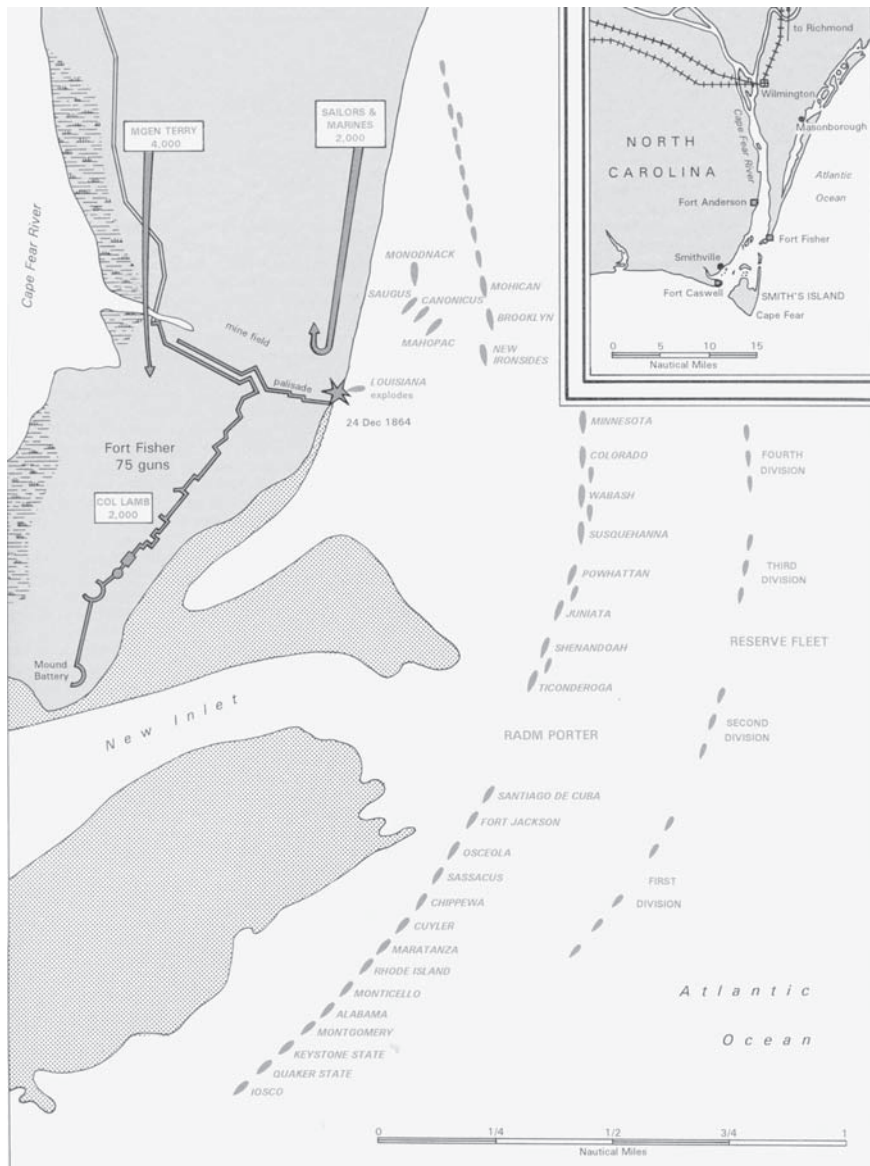 MGEN TERRY
4,000
SAILORS &
MARINES
2,000
Cape Fear River
MONODNACK
SAUGUS
CANONICUS
MAHOPAC
MOHICAN
BROOKLYN
NEW
IRONSIDES
mine field
palisade
LOUISIANA
explodes
24 Dec 1864
Fort Fisher
75 guns
COL LAMB
2,000
Mound
Battery
New Inlet
to Richmond
Wilmington
Masonborough
NORTH
CAROLINA
Cape Fear River
Atlantic
Ocean
Fort Anderson
Fort Fisher
Smithville
Fort Caswell
SMITH'S ISLAND
Cape Fear
0 5 10 15
Nautical Miles
MINNESOTA
COLORADO
WABASH
SUSQUEHANNA
POWHATTAN
JUNIATA
SHENANDOAH
TICONDEROGA
FOURTH
DIVISION
THIRD
DIVISION
RESERVE FLEET
SECOND
DIVISION
RADM PORTER
SANTIAGO DE CUBA
FORT JACKSON
OSCEOLA
SASSACUS
CHIPPEWA
CUYLER
MARATANZA
RHODE ISLAND
MONTICELLO
ALABAMA
MONTGOMERY
KEYSTONE STATE
QUAKER STATE
IOSCO
FIRST
DIVISION
Atlantic
Ocean
0 1/4 1/2 3/4 1
Nautical Miles